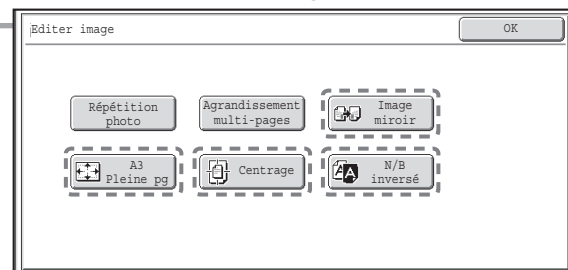 Editer image
OK
Répétition
photo
Agrandissement
multi-pages
Image
miroir
A3
Pleine pg
Centrage
N/B
inversé